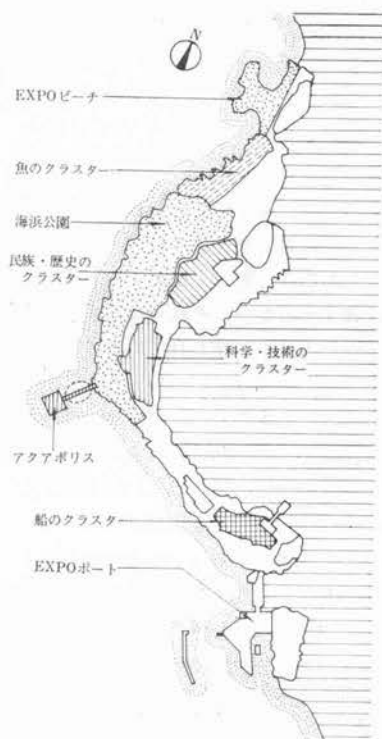 N
EXPOビーチ
魚のクラスター
海浜公園
民族・歴史の
クラスター
科学・技術の
クラスター
アクアポリス
船のクラスタ
EXPOポート